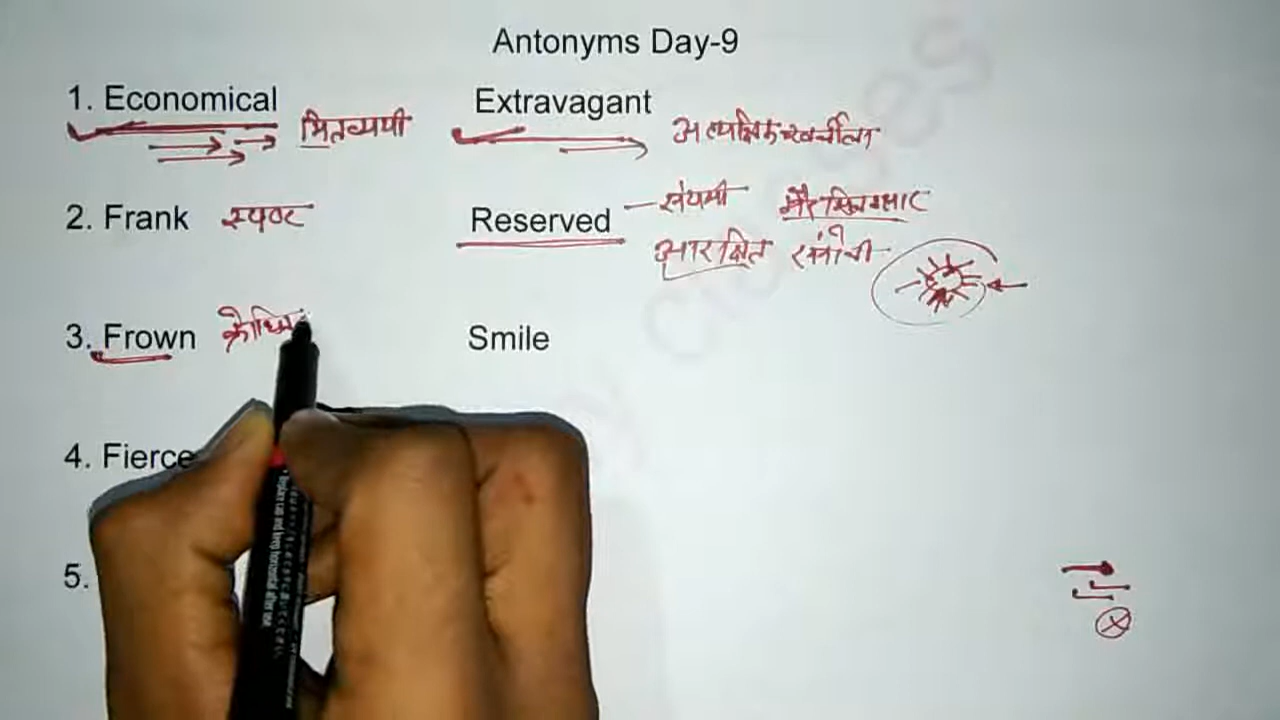 Antonyms Day-9
1. Economical मितव्ययी Extravagant अत्यधिक खर्चीला
2. Frank स्पष्ट Reserved संयमी गैर मिलनसार
आरक्षित
3. Frown Smile
4. Fierce
5.